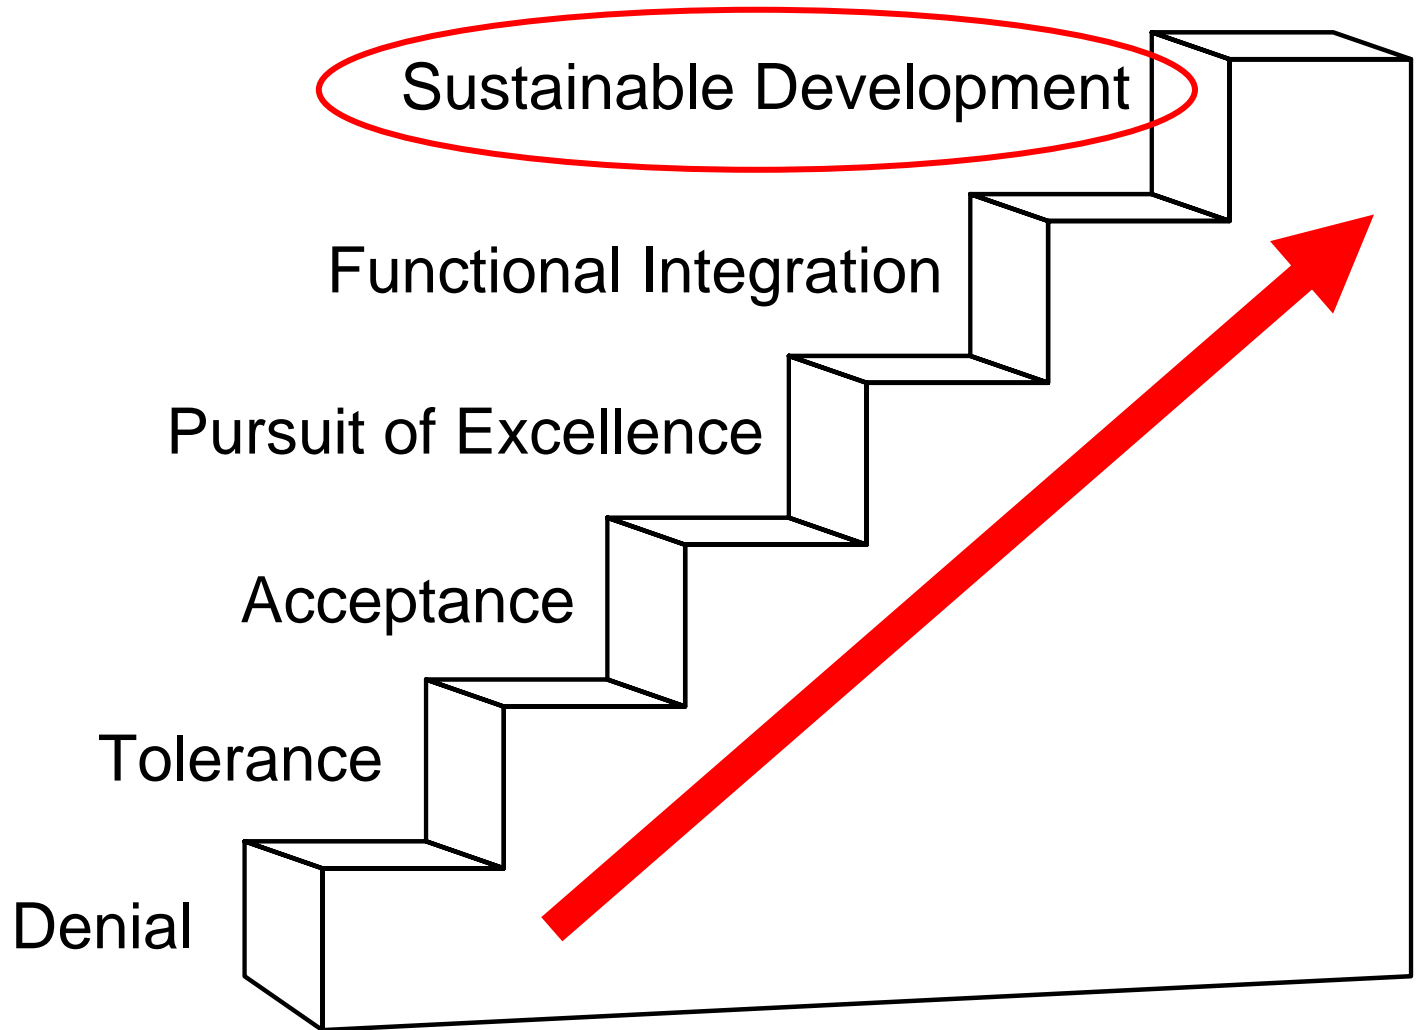 Sustainable Development
Functional Integration
Pursuit of Excellence
Acceptance
Tolerance
Denial